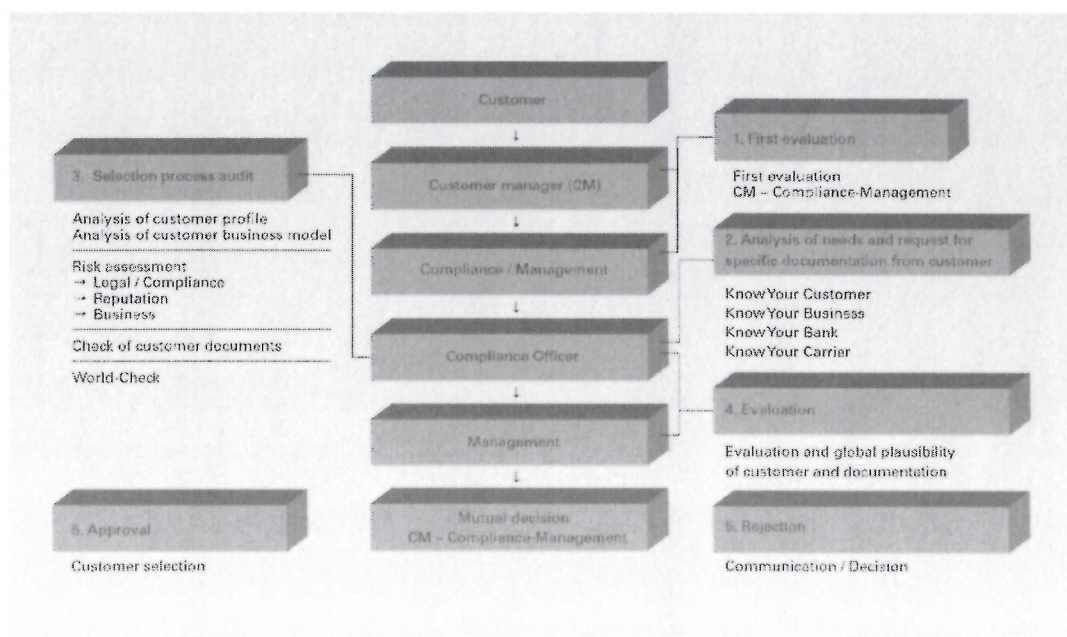 Customer
Customer manager (CM)
Compliance / Management
Compliance Officer
Management
Mutual decision
CM – Compliance-Management
1. First evaluation
First evaluation
CM – Compliance-Management
2. Analysis of needs and request for
specific documentation from customer
Know Your Customer
Know Your Business
Know Your Bank
Know Your Carrier
3. Selection process audit
Analysis of customer profile
Analysis of customer business model
Risk assessment
→ Legal / Compliance
→ Reputation
→ Business
Check of customer documents
World-Check
4. Evaluation
Evaluation and global plausibility
of customer and documentation
5. Approval
Customer selection
5. Rejection
Communication / Decision